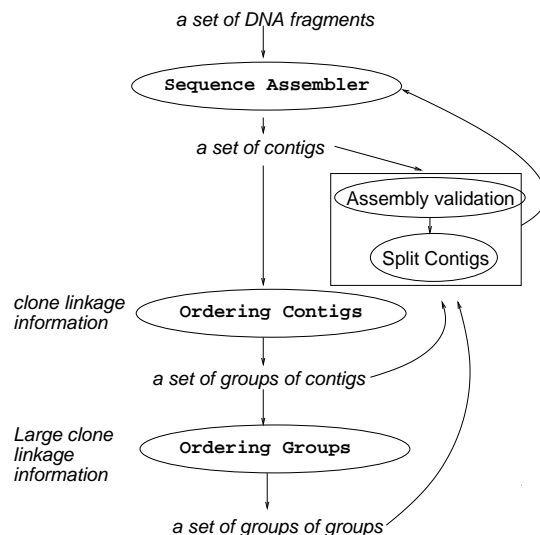 a set of DNA fragments
Sequence Assembler
a set of contigs
Assembly validation
Split Contigs
clone linkage
information
Ordering Contigs
a set of groups of contigs
Large clone
linkage
information
Ordering Groups
a set of groups of groups